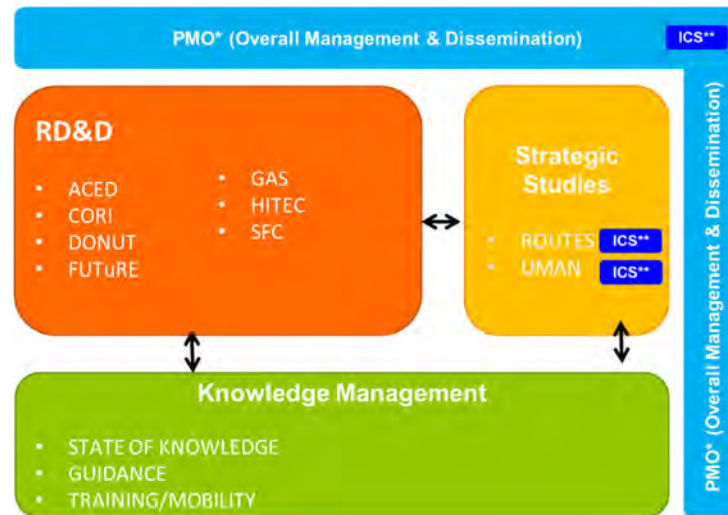 PMO* (Overall Management & Dissemination)
ICS**
RD&D
• ACED
• CORI
• DONUT
• FUTuRE
• GAS
• HITEC
• SFC
Strategic
Studies
• ROUTES ICS**
• UMAN ICS**
Knowledge Management
• STATE OF KNOWLEDGE
• GUIDANCE
• TRAINING/MOBILITY
PMO* (Overall Management & Dissemination)